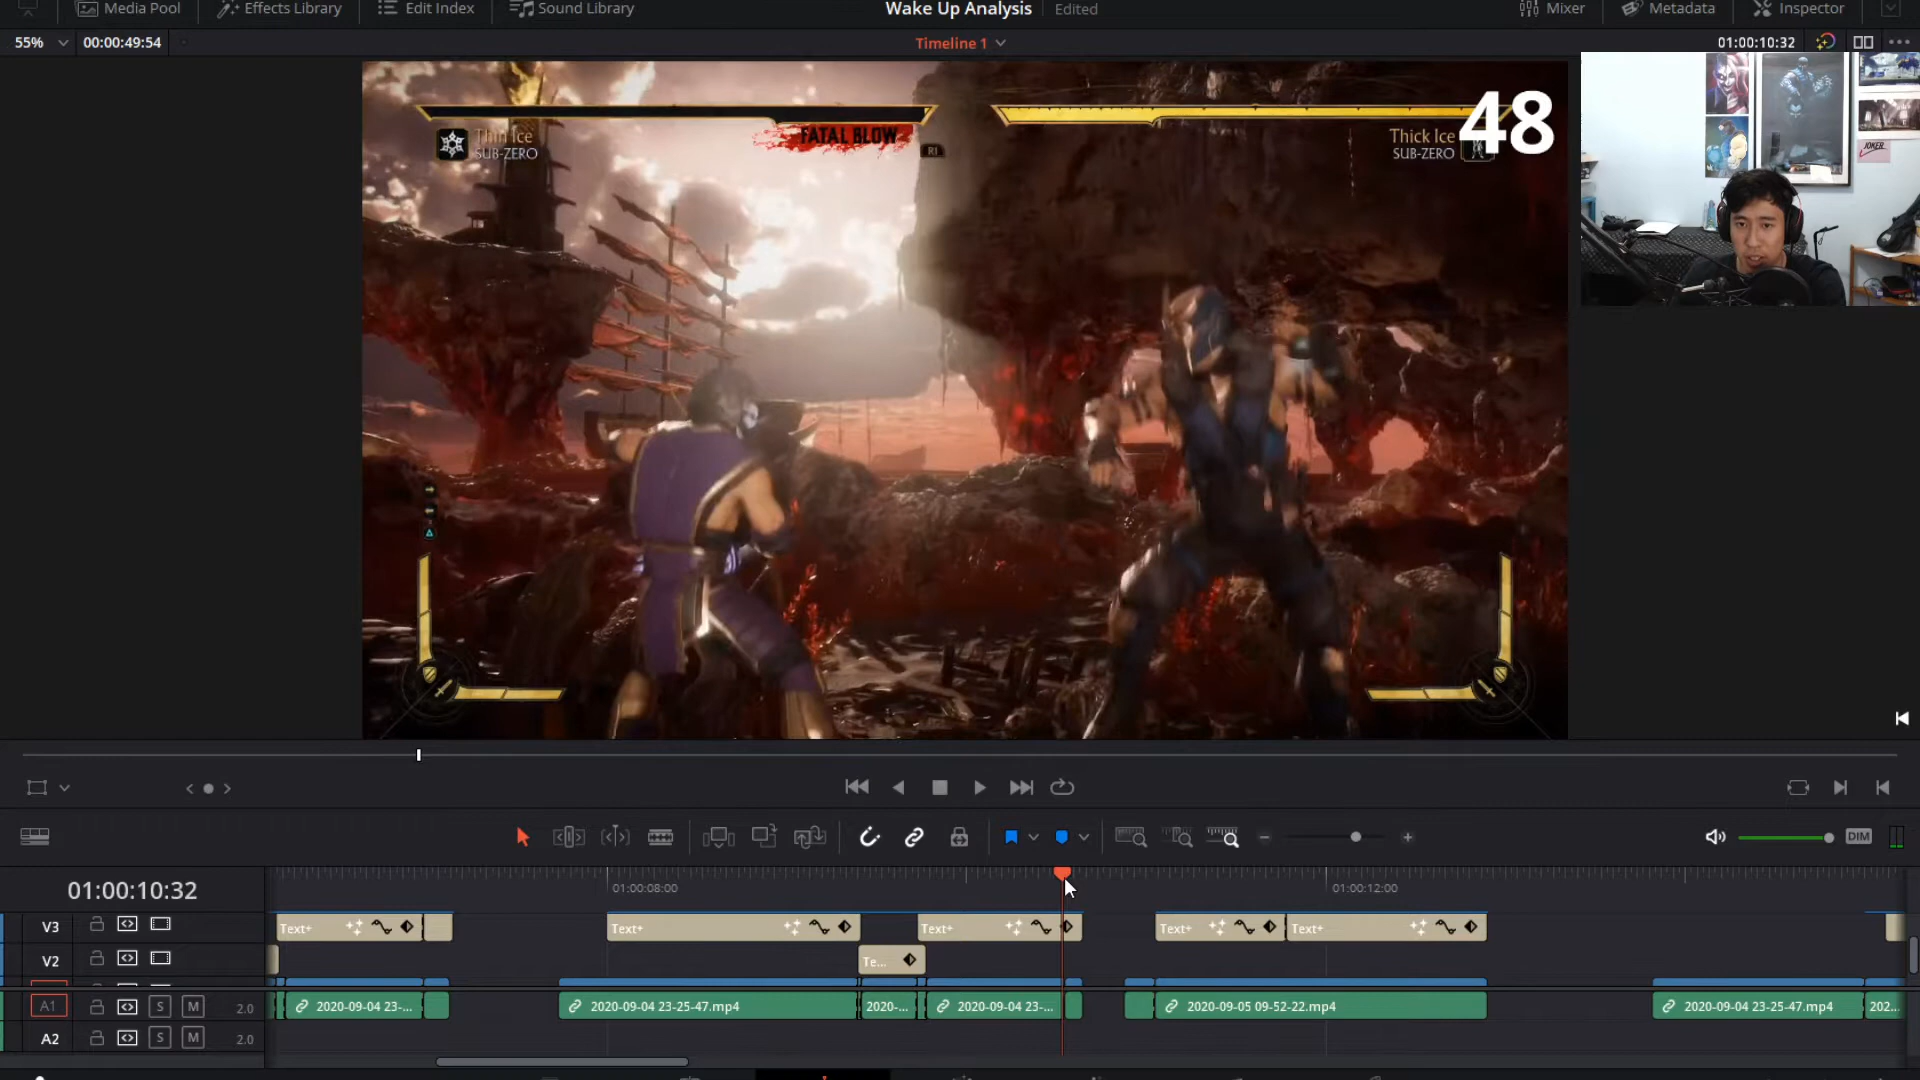 Media Pool
Effects Library
Edit Index
Sound Library
Wake Up Analysis
Edited
Mixer
Metadata
Inspector
55%
00:00:49:54
Timeline 1
01:00:10:32
FATAL BLOW
R1
Thin Ice
SUB-ZERO
Thick Ice
SUB-ZERO
48
JOKER
DIM
01:00:10:32
01:00:08:00
01:00:12:00
V3
Text+
Text+
Text+
Text+
Text+
V2
Te...
A1
S
M
2.0
2020-09-04 23-...
2020-09-04 23-25-47.mp4
2020-...
2020-09-04 23-...
2020-09-05 09-52-22.mp4
2020-09-04 23-25-47.mp4
202...
A2
S
M
2.0